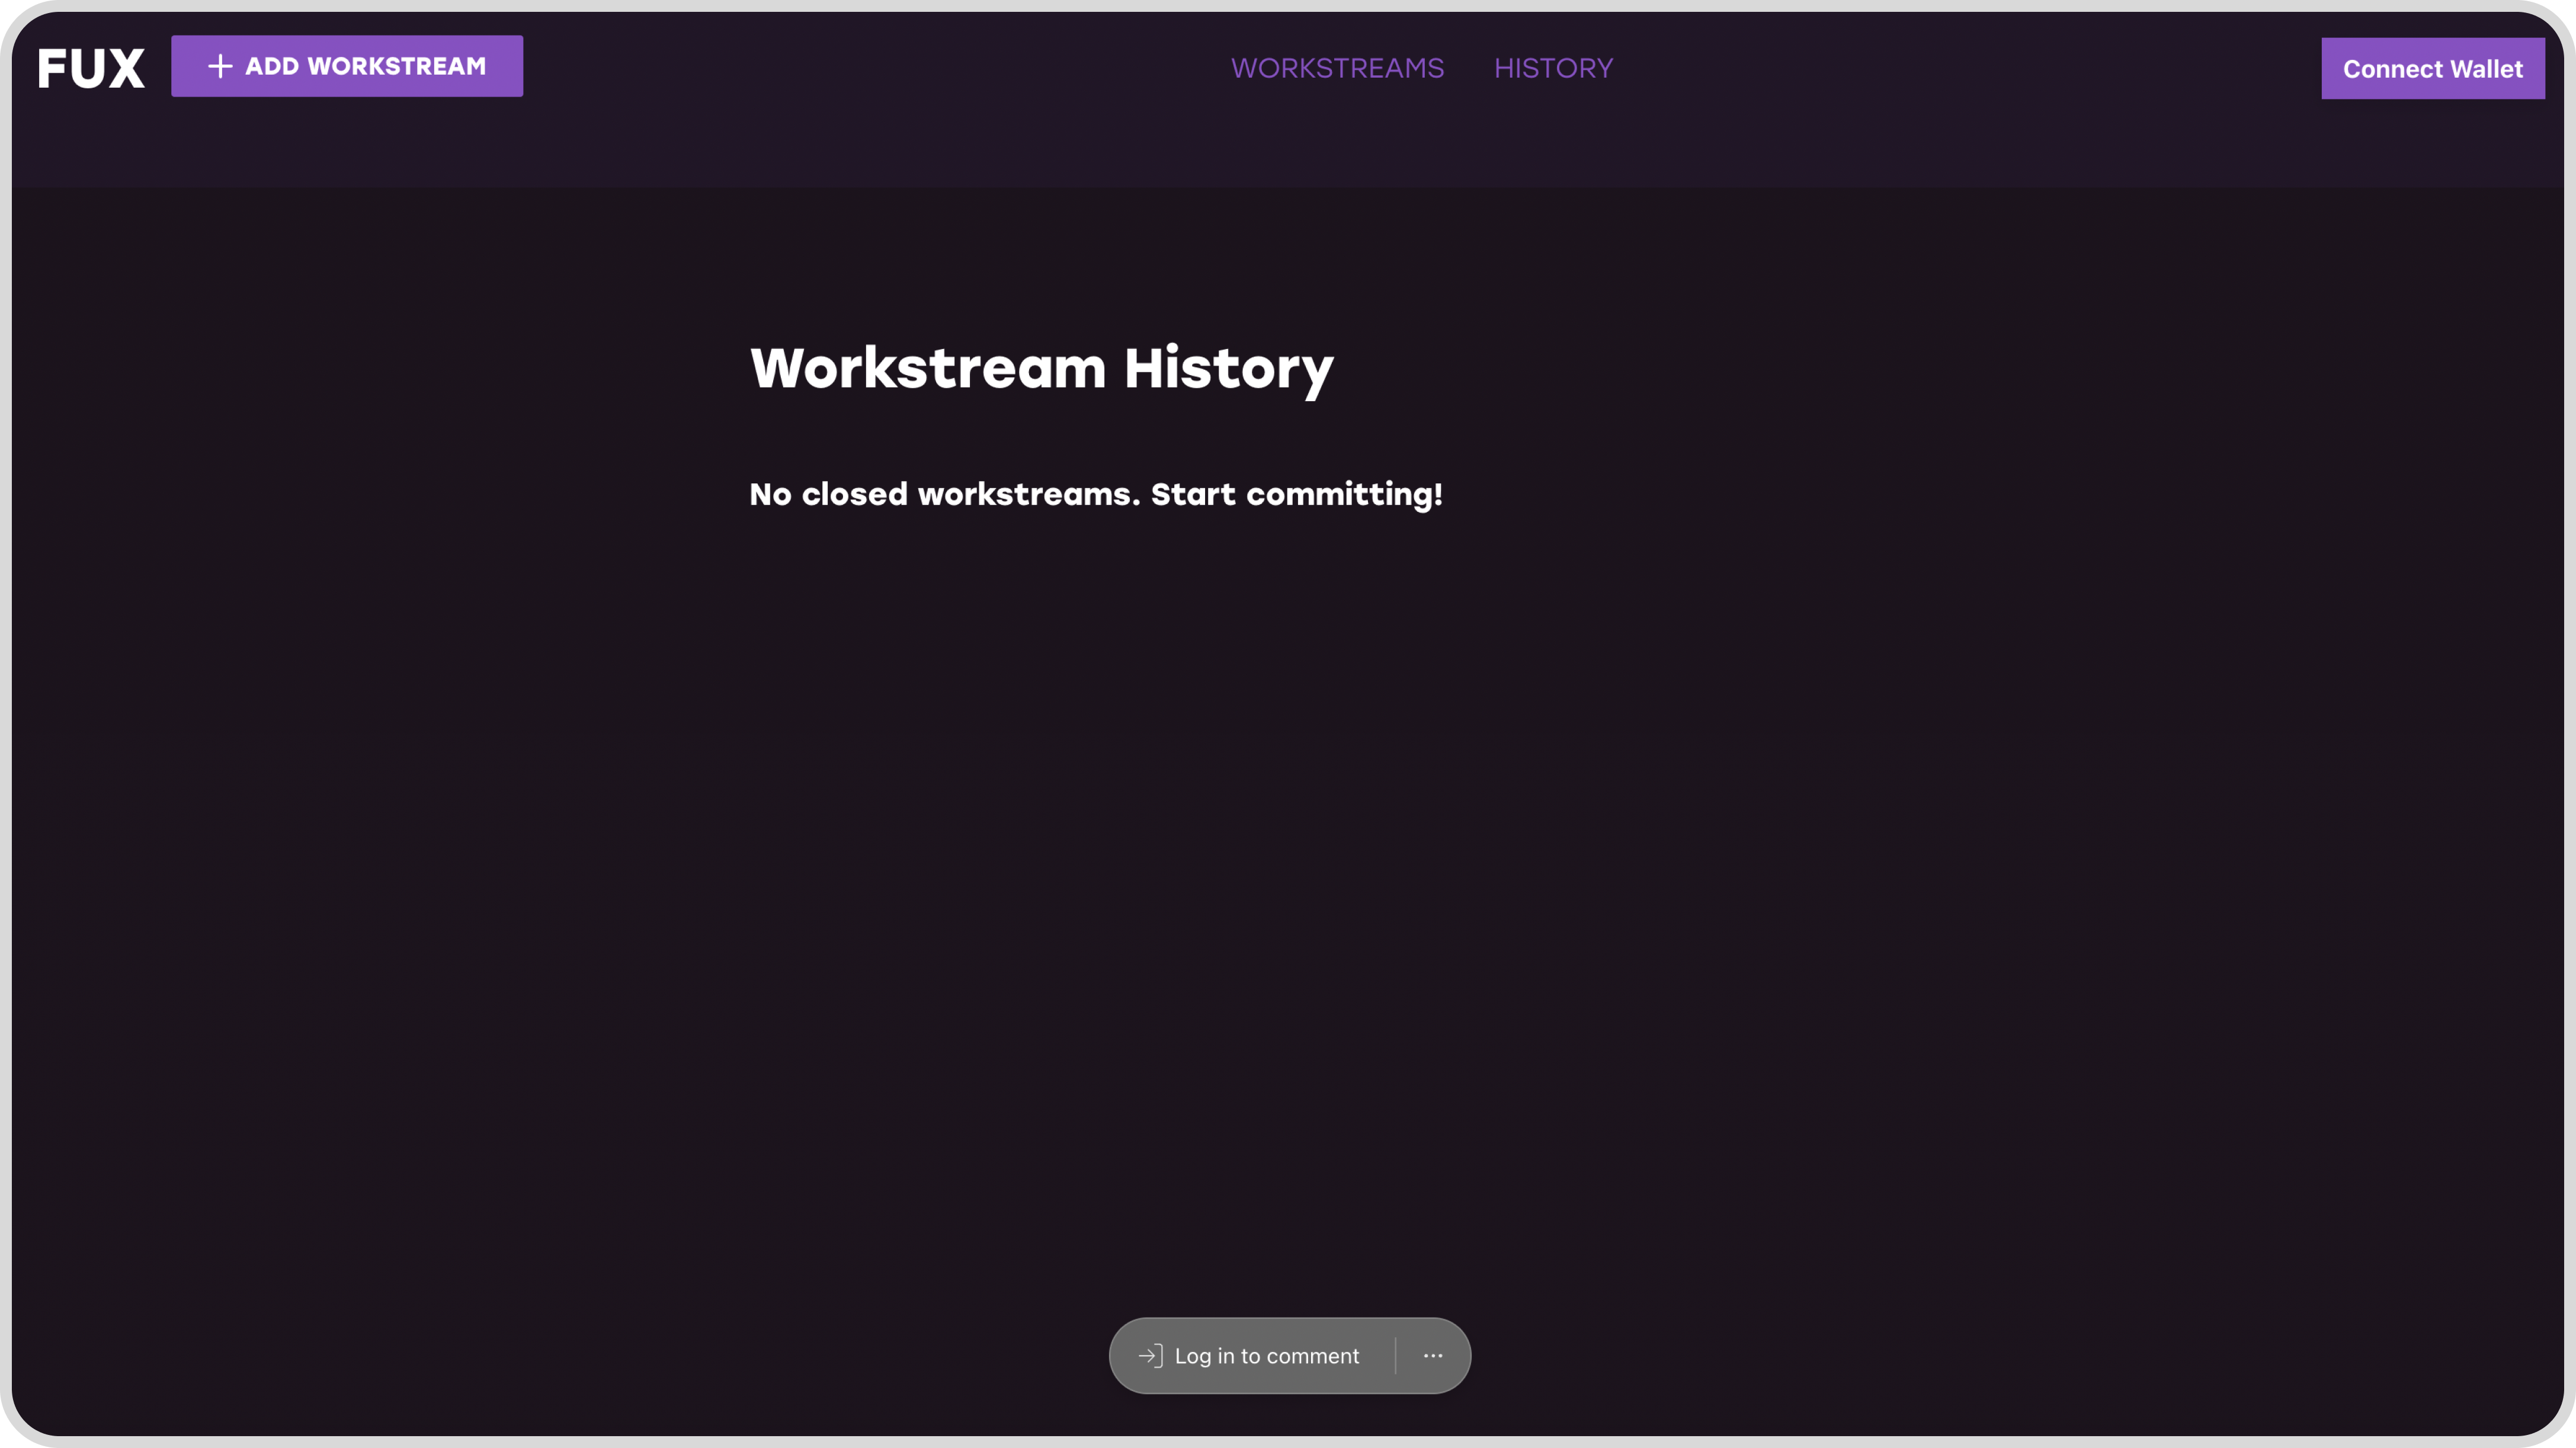 FUX
ADD WORKSTREAM
WORKSTREAMS
HISTORY
Connect Wallet
Workstream History
No closed workstreams. Start committing!
Log in to comment